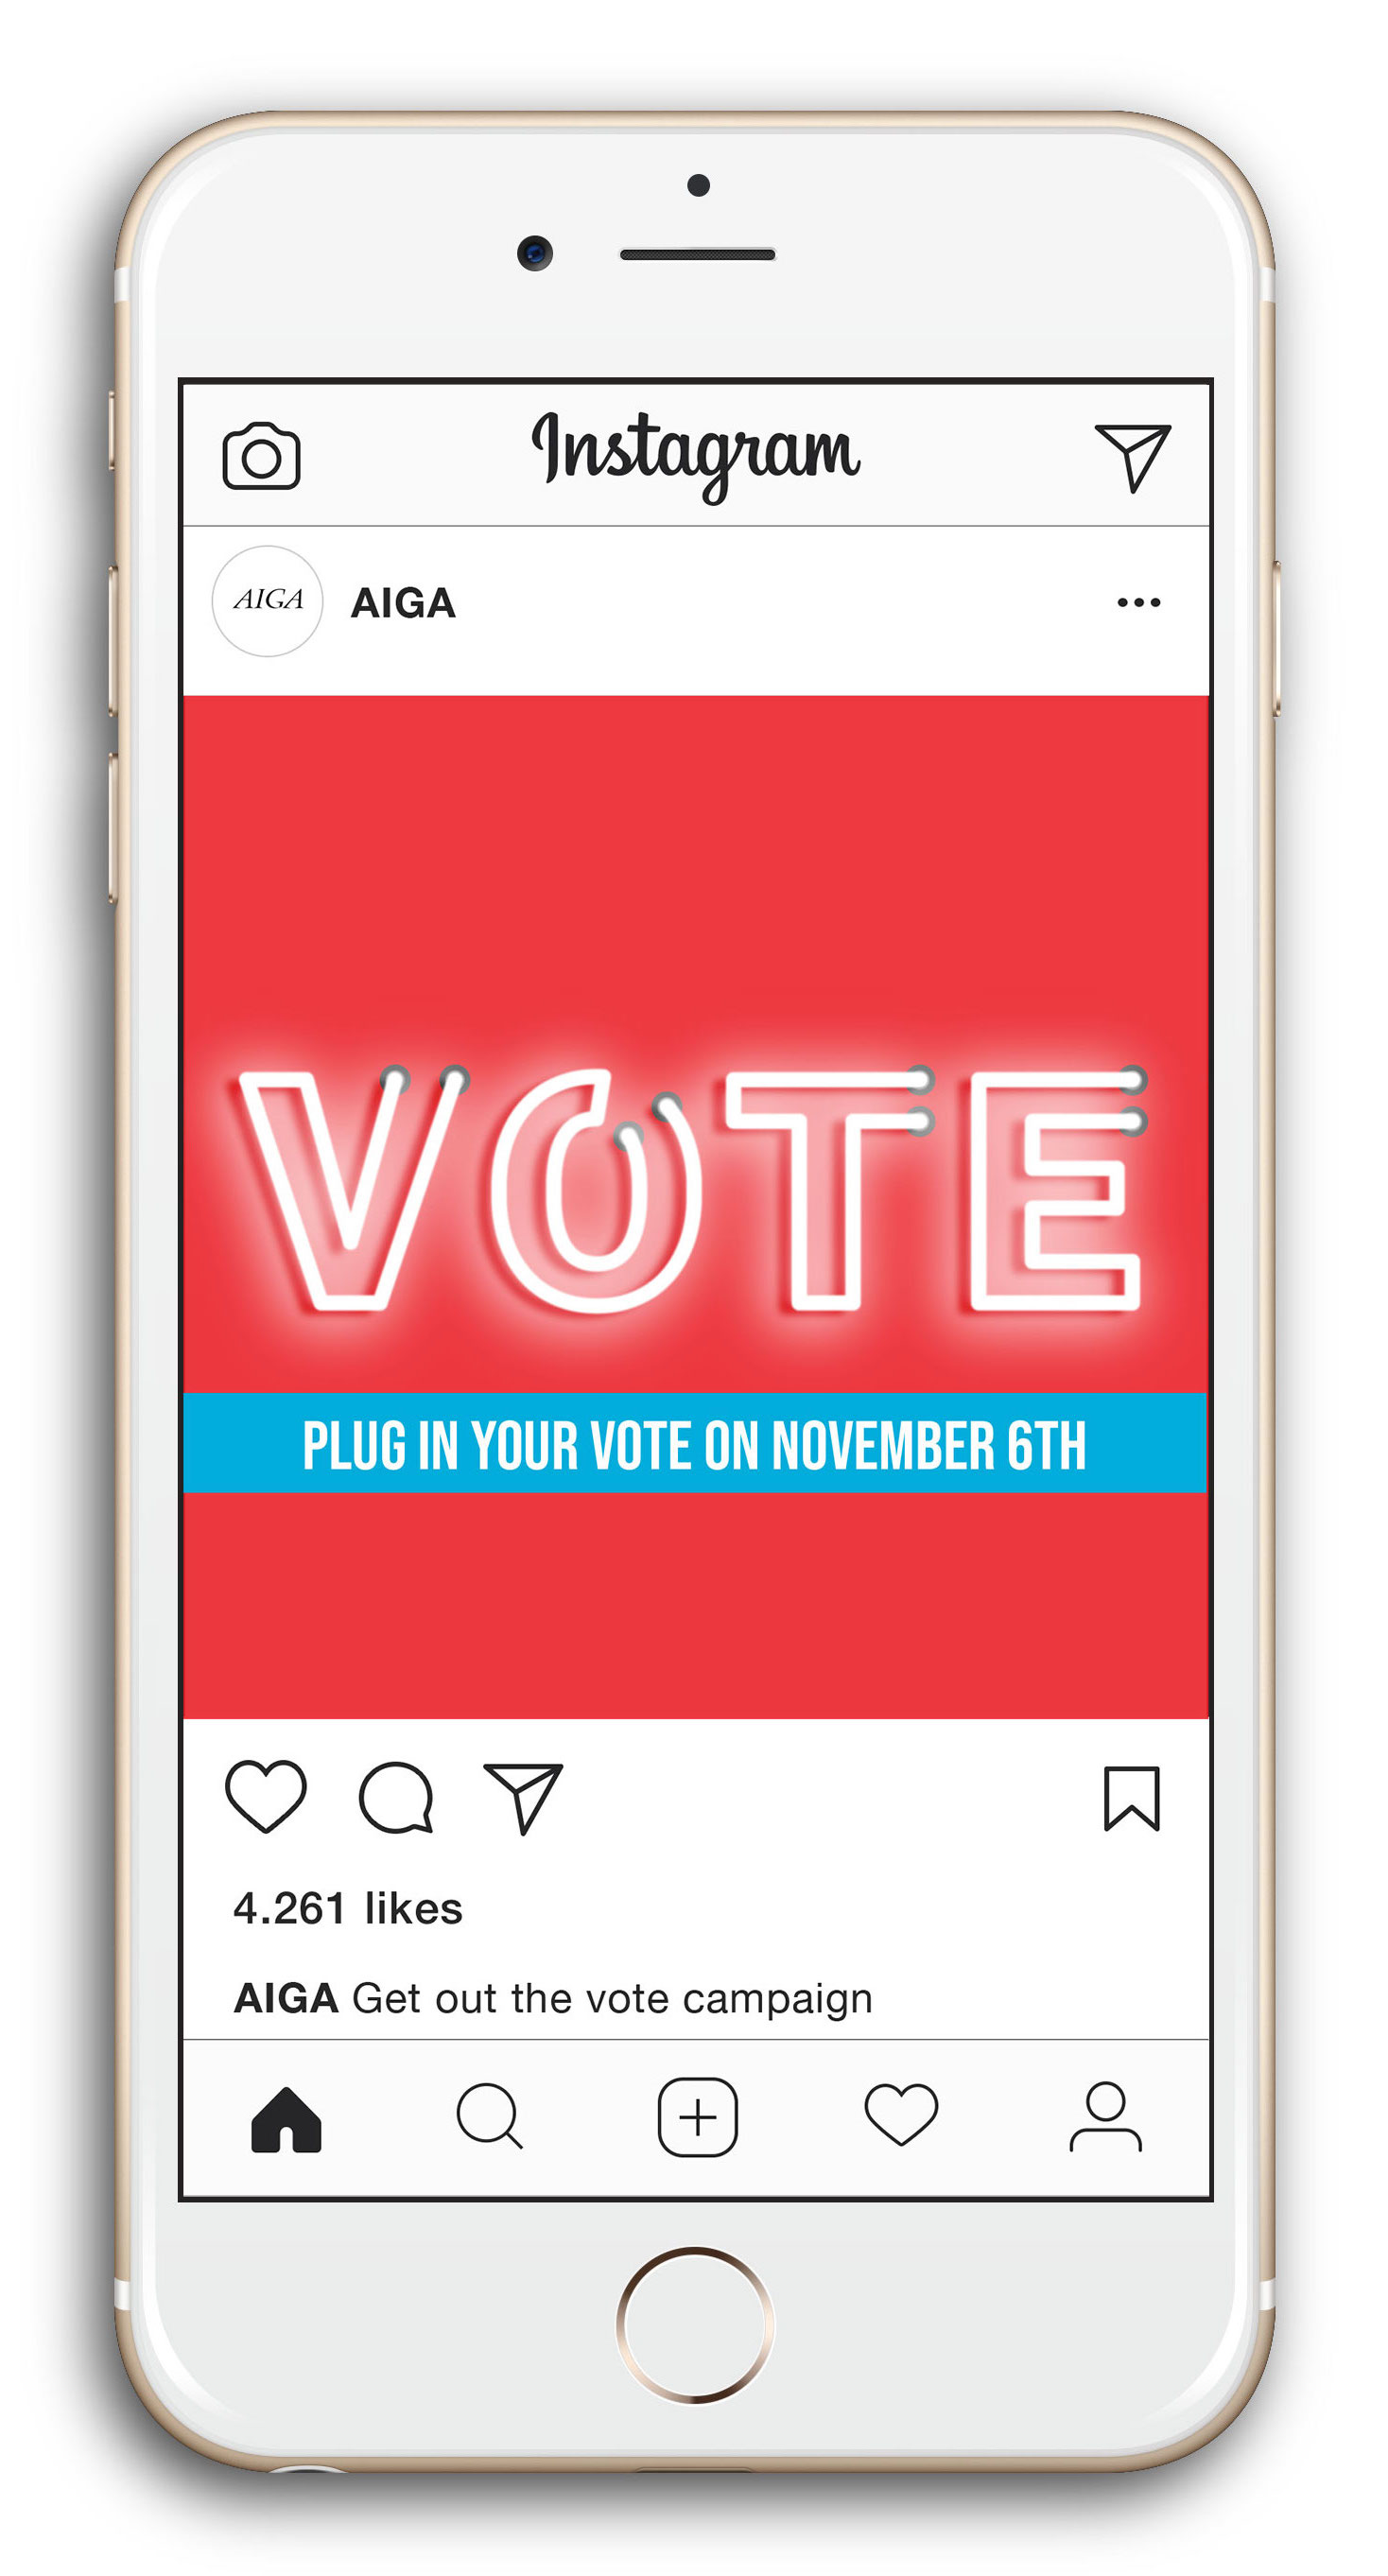 Instagram
AIGA AIGA
VOTE
PLUG IN YOUR VOTE ON NOVEMBER 6TH
4.261 likes
AIGA Get out the vote campaign